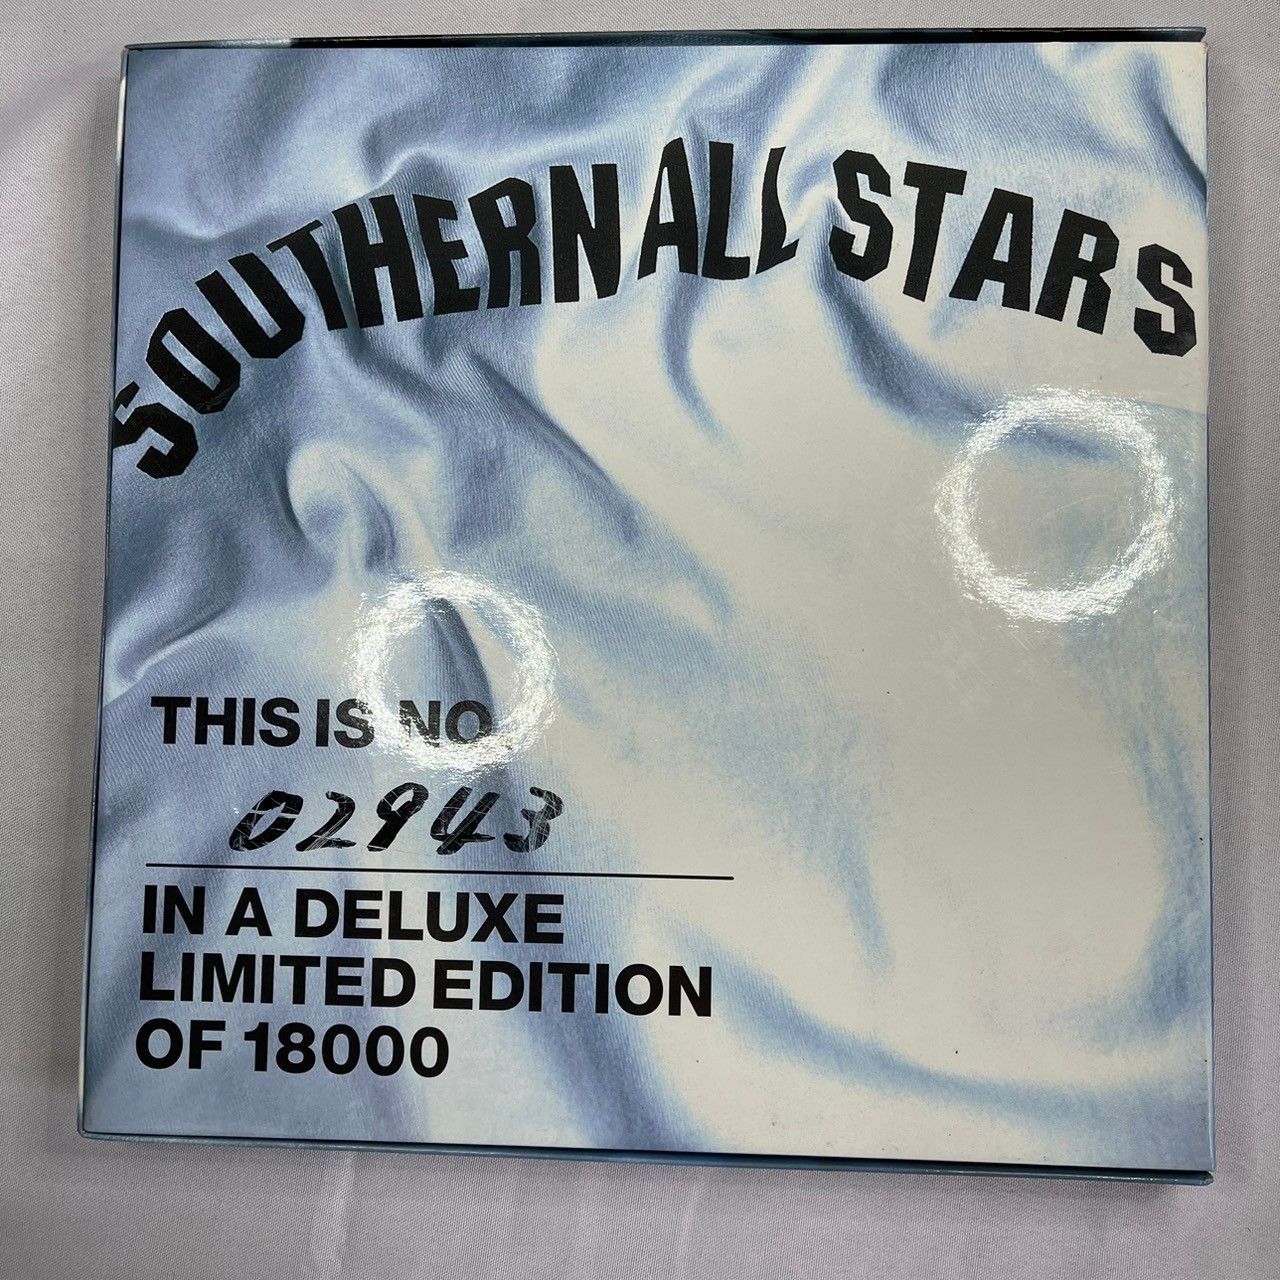 SOUTHERN ALL STARS
THIS IS NO.
02943
IN A DELUXE
LIMITED EDITION
OF 18000